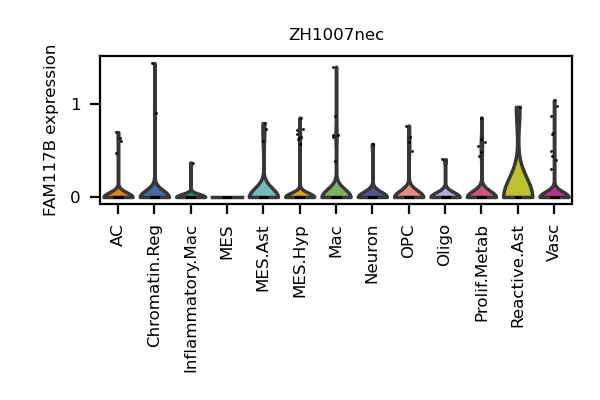 ZH1007nec
FAM117B expression
1
0
AC
Chromatin.Reg
Inflammatory.Mac
MES
MES.Ast
MES.Hyp
Mac
Neuron
OPC
Oligo
Prolif.Metab
Reactive.Ast
Vasc